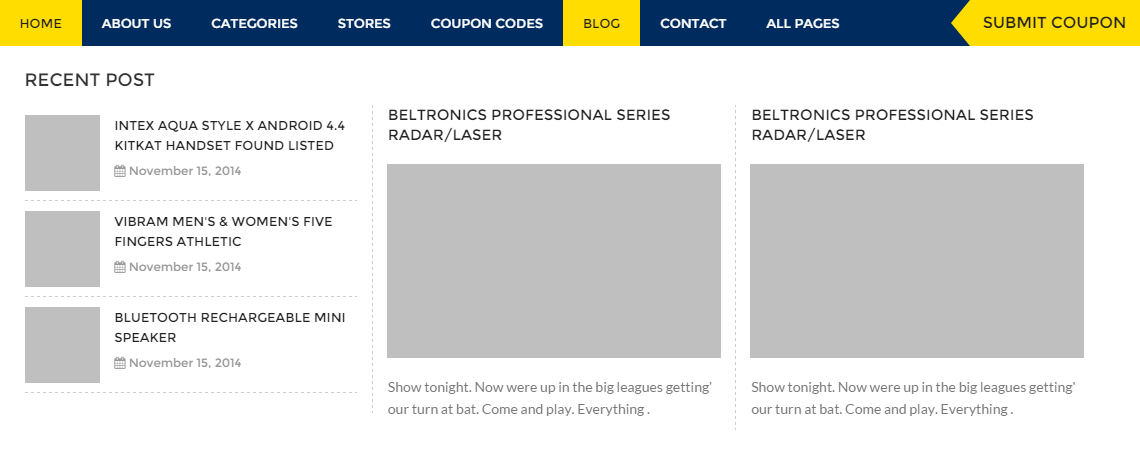 HOME ABOUT US CATEGORIES STORES COUPON CODES BLOG CONTACT ALL PAGES SUBMIT COUPON
RECENT POST
INTEX AQUA STYLE X ANDROID 4.4
KITKAT HANDSET FOUND LISTED
November 15, 2014
VIBRAM MEN'S & WOMEN'S FIVE
FINGERS ATHLETIC
November 15, 2014
BLUETOOTH RECHARGEABLE MINI
SPEAKER
November 15, 2014
BELTRONICS PROFESSIONAL SERIES
RADAR/LASER
Show tonight. Now were up in the big leagues getting'
our turn at bat. Come and play. Everything .
BELTRONICS PROFESSIONAL SERIES
RADAR/LASER
Show tonight. Now were up in the big leagues getting'
our turn at bat. Come and play. Everything .